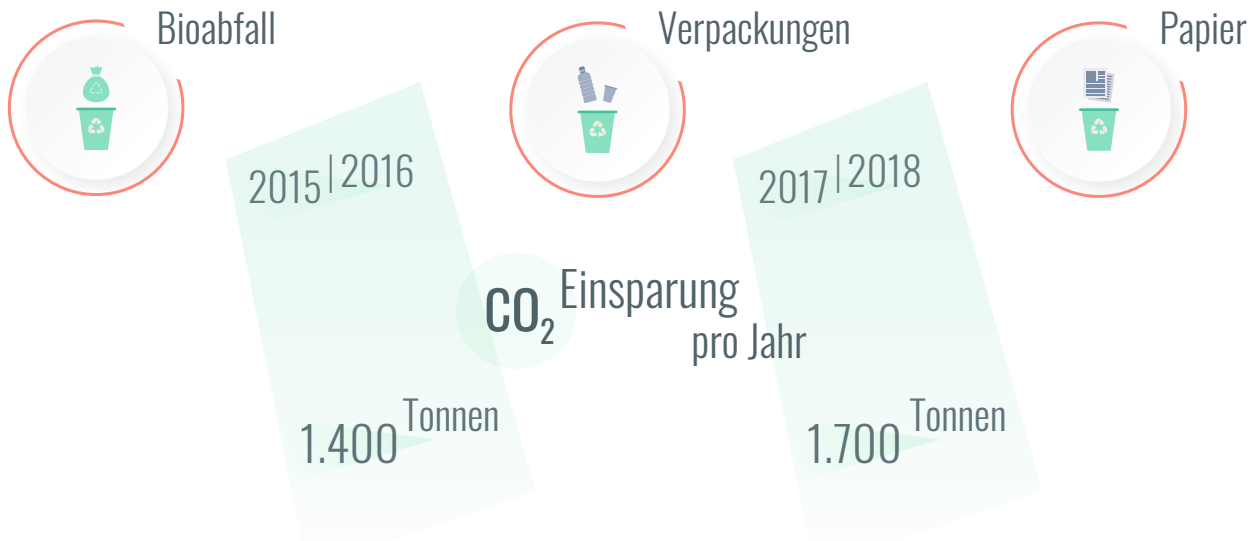 Bioabfall
Verpackungen
Papier
2015 | 2016
2017 | 2018
CO₂ Einsparung
pro Jahr
1.400 Tonnen
1.700 Tonnen